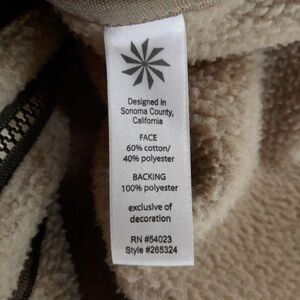 Designed in
Sonoma County,
California
FACE
60% cotton/
40% polyester
BACKING
100% polyester
exclusive of
decoration
RN #54023
Style #265324